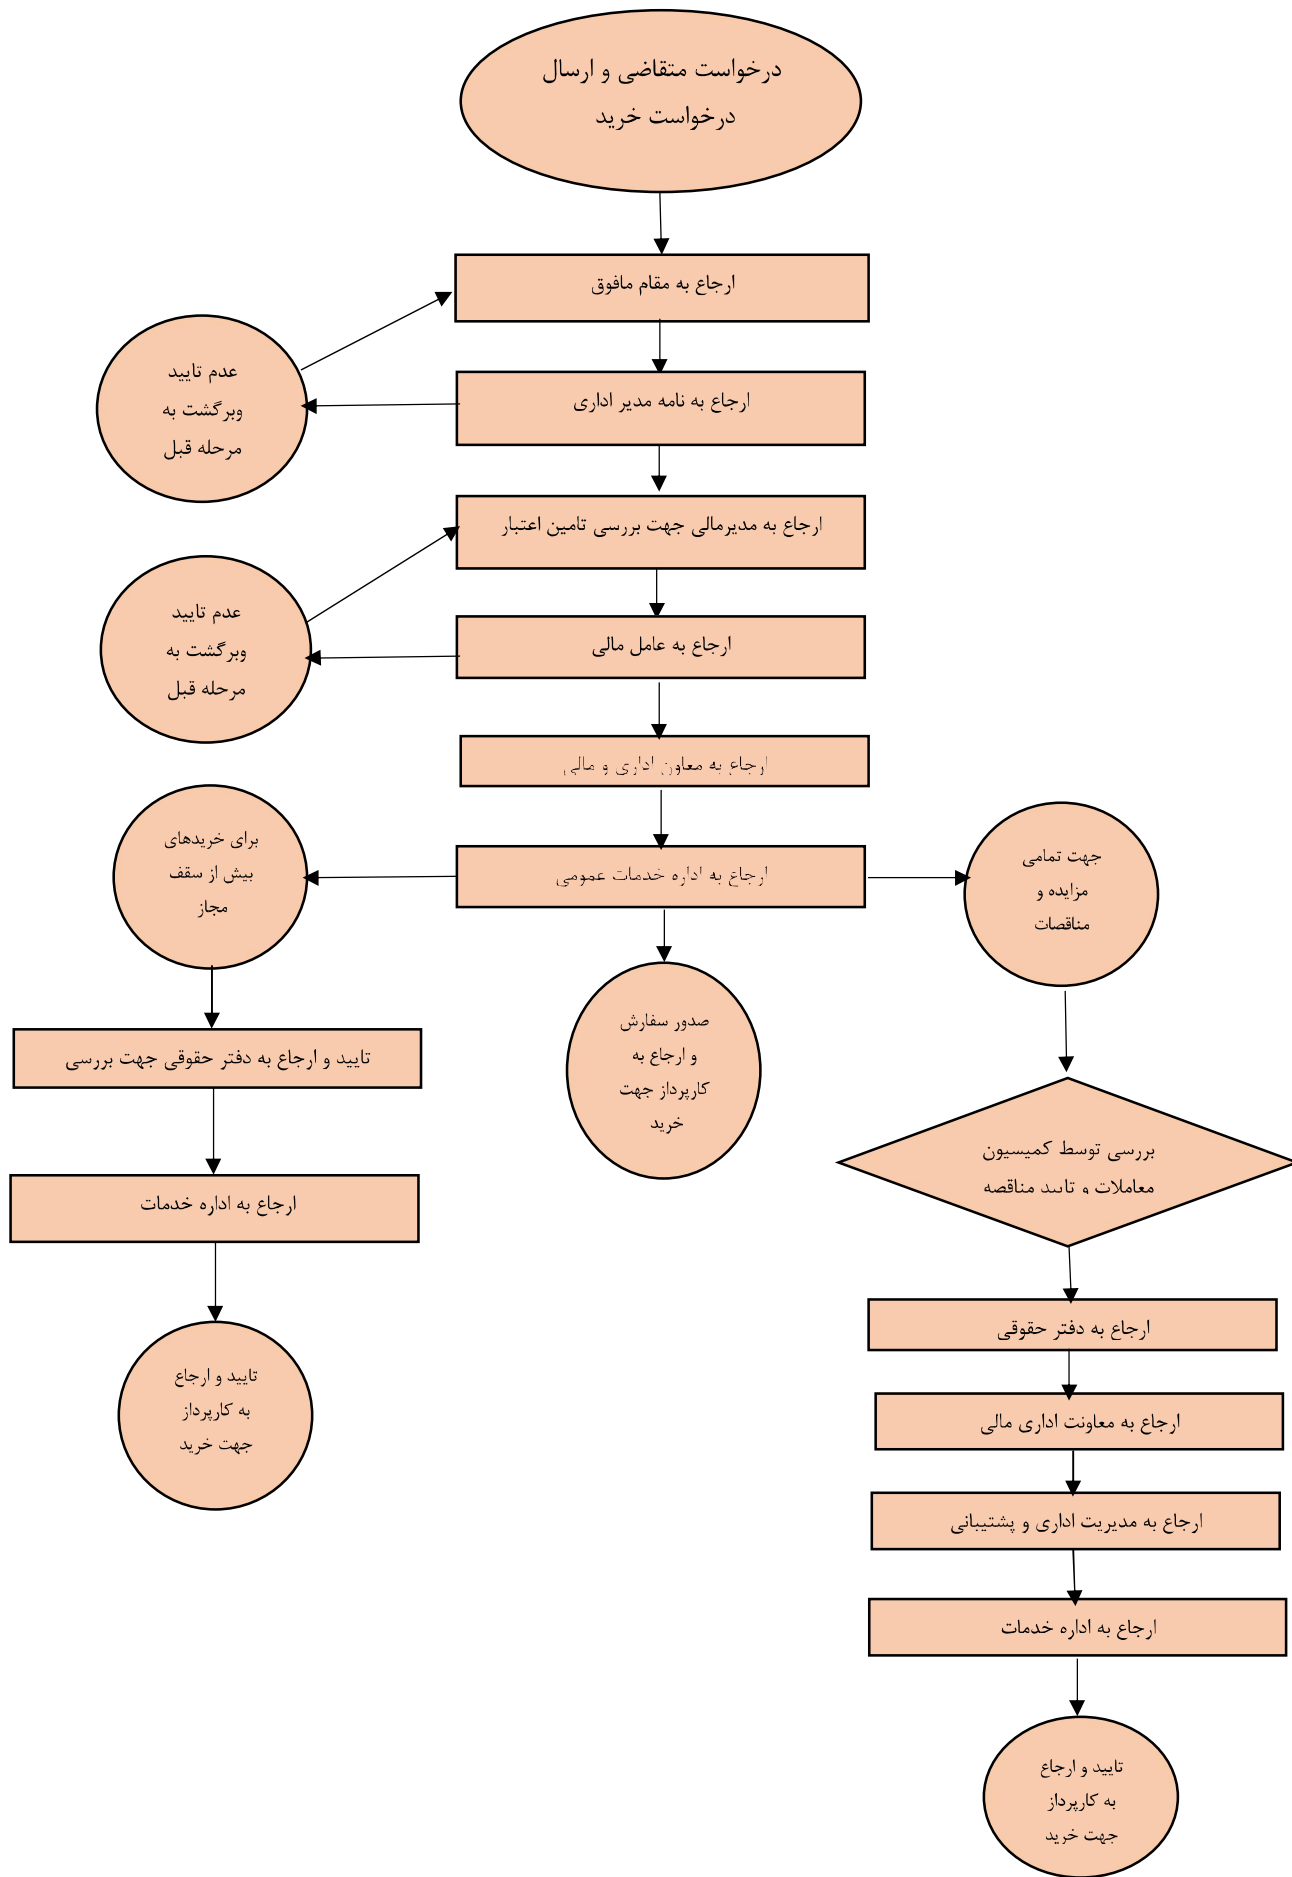 درخواست متقاضی و ارسال
درخواست خرید
ارجاع به مقام مافوق
عدم تایید
وبرگشت به
مرحله قبل
ارجاع به نامه مدیر اداری
ارجاع به مدیرمالی جهت بررسی تامین اعتبار
عدم تایید
وبرگشت به
مرحله قبل
ارجاع به عامل مالی
ارجاع به معاون اداری و مالی
ارجاع به اداره خدمات عمومی
جهت تمامی
مزایده و
مناقصات
برای خریدهای
بیش از سقف
مجاز
صدور سفارش
و ارجاع به
کارپرداز جهت
خرید
تایید و ارجاع به دفتر حقوقی جهت بررسی
ارجاع به اداره خدمات
تایید و ارجاع
به کارپرداز
جهت خرید
بررسی توسط کمیسیون
معاملات و تایید مناقصه
ارجاع به دفتر حقوقی
ارجاع به معاونت اداری مالی
ارجاع به مدیریت اداری و پشتیبانی
ارجاع به اداره خدمات
تایید و ارجاع
به کارپرداز
جهت خرید